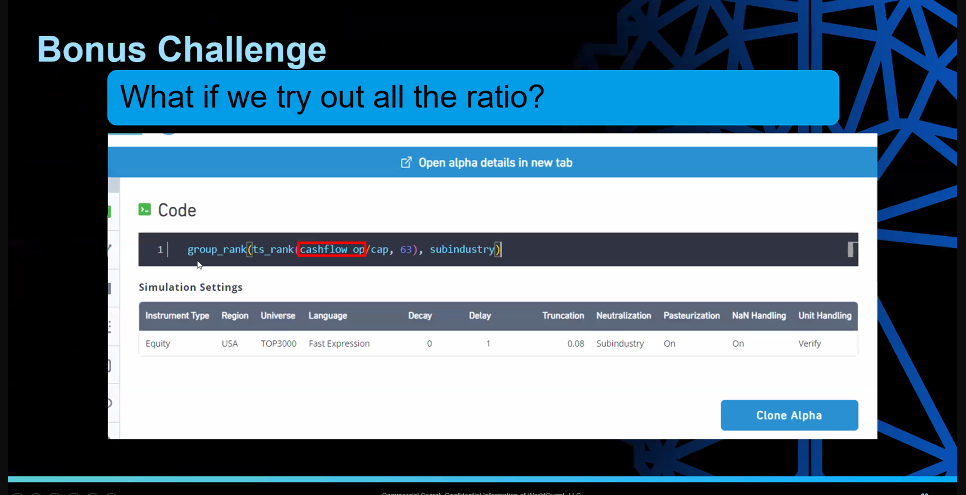 Bonus Challenge
What if we try out all the ratio?
Open alpha details in new tab
Code
1 group_rank(ts_rank(cashflow_op/cap, 63), subindustry)
Simulation Settings
Instrument Type Region Universe Language Decay Delay Truncation Neutralization Pasteurization NaN Handling Unit Handling
Equity USA TOP3000 Fast Expression 0 1 0.08 Subindustry On On Verify
Clone Alpha